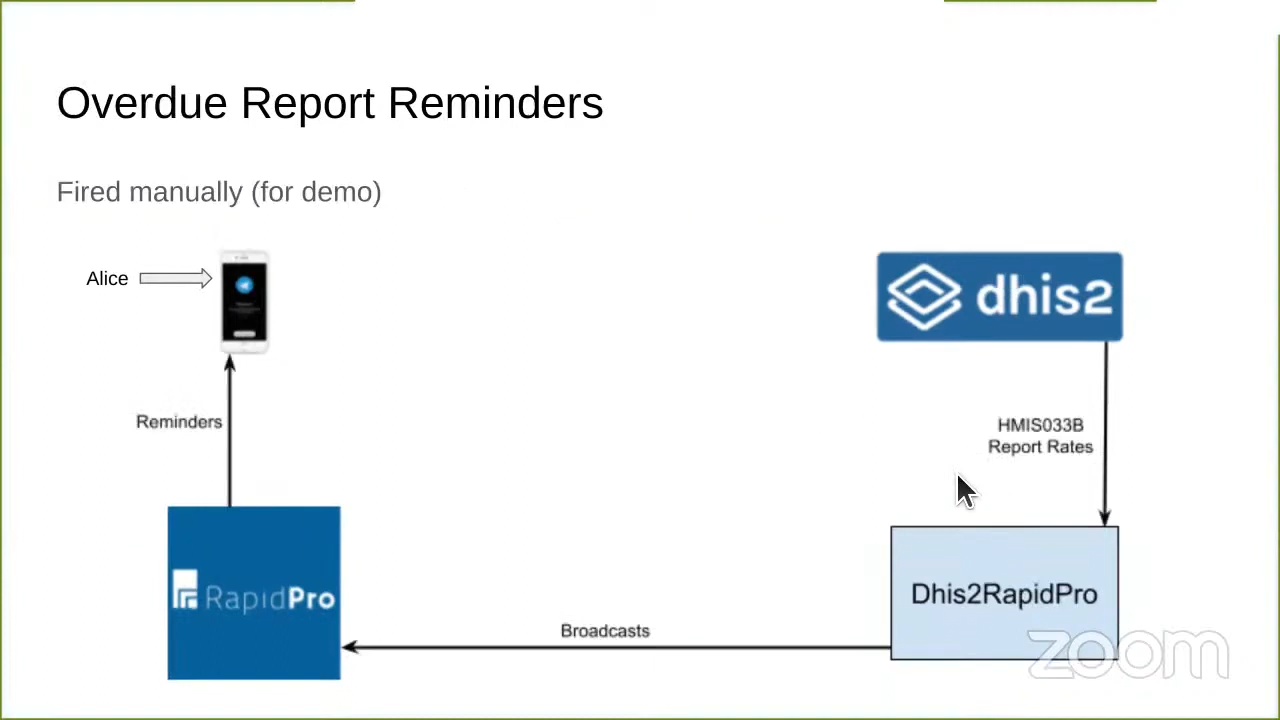 Overdue Report Reminders
Fired manually (for demo)
Alice
dhis2
Reminders
HMIS033B
Report Rates
RapidPro
Dhis2RapidPro
Broadcasts
zoom